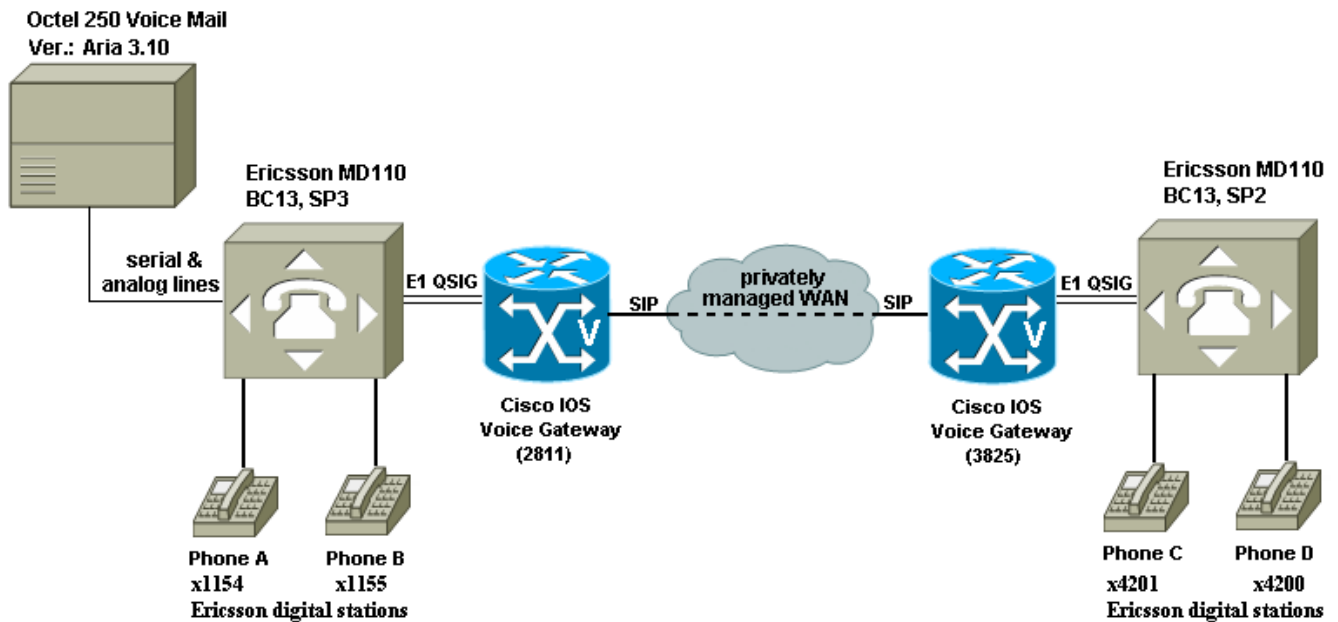 Octel 250 Voice Mail
Ver.: Aria 3.10
Ericsson MD110
BC13, SP3
serial &
analog lines
E1 QSIG
V
Cisco IOS
Voice Gateway
(2811)
SIP
privately
managed WAN
SIP
V
Cisco IOS
Voice Gateway
(3825)
E1 QSIG
Ericsson MD110
BC13, SP2
Phone A
x1154
Phone B
x1155
Ericsson digital stations
Phone C
x4201
Phone D
x4200
Ericsson digital stations